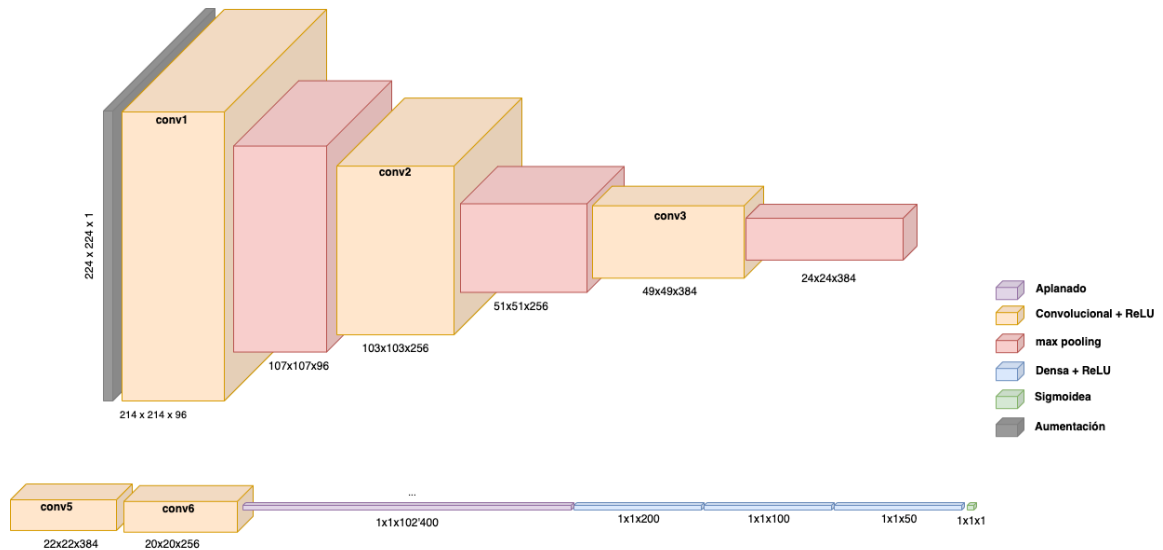 conv1
224 x 224 x 1
214 x 214 x 96
107x107x96
conv2
103x103x256
51x51x256
conv3
49x49x384
24x24x384
Aplanado
Convolucional + ReLU
max pooling
Densa + ReLU
Sigmoidea
Aumentación
conv5
22x22x384
conv6
20x20x256
...
1x1x102'400
1x1x200
1x1x100
1x1x50
1x1x1